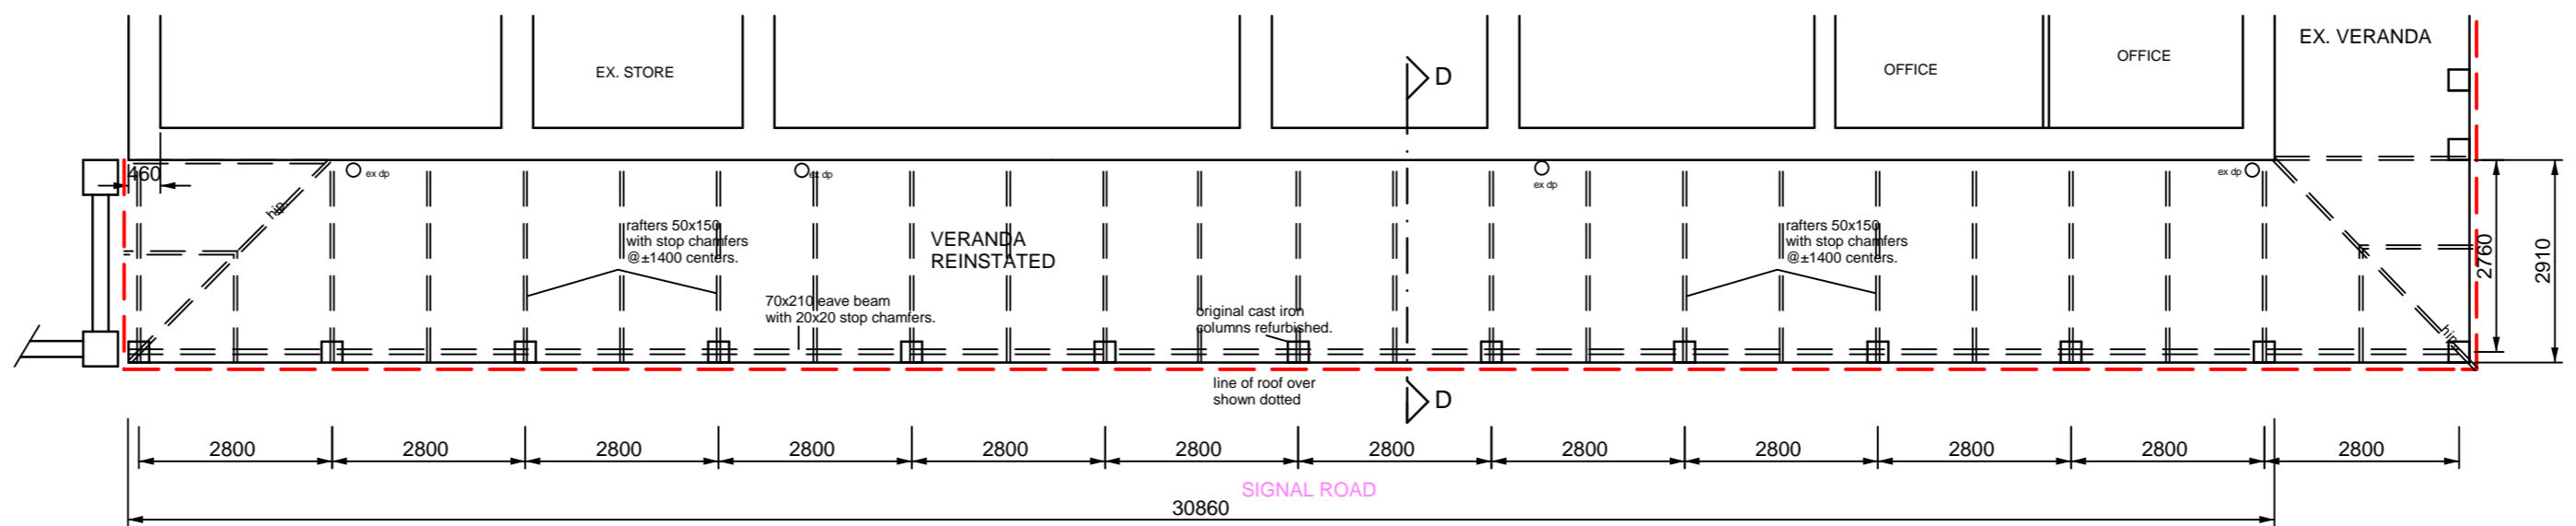 EX. VERANDA
OFFICE
OFFICE
EX. STORE
D
460
ex dp
ex dp
ex dp
ex dp
hip
rafters 50x150
with stop chamfers
@±1400 centers.
VERANDA
REINSTATED
rafters 50x150
with stop chamfers
@±1400 centers.
2760
2910
70x210 eave beam
with 20x20 stop chamfers.
original cast iron
columns refurbished.
hip
line of roof over
shown dotted
D
2800
2800
2800
2800
2800
2800
2800
2800
2800
2800
2800
2800
SIGNAL ROAD
30860